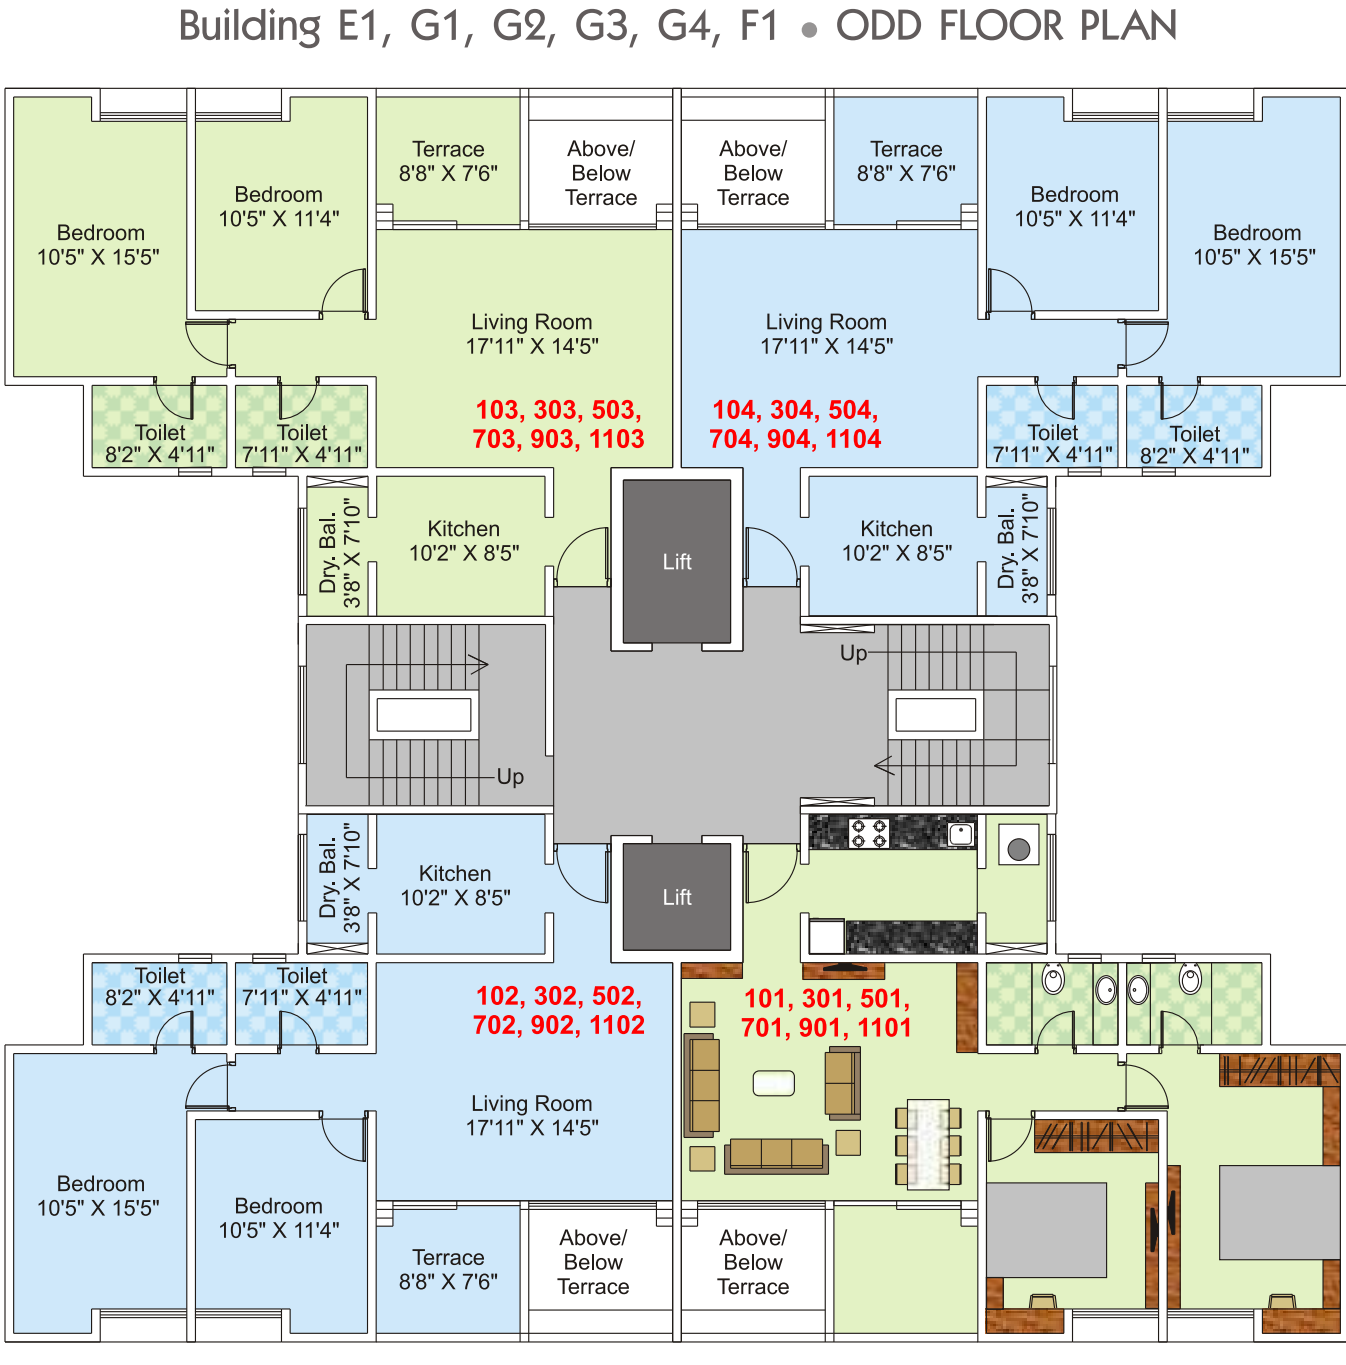 Building E1, G1, G2, G3, G4, F1 • ODD FLOOR PLAN
Bedroom
10'5" X 15'5"
Bedroom
10'5" X 11'4"
Terrace
8'8" X 7'6"
Above/
Below
Terrace
Above/
Below
Terrace
Terrace
8'8" X 7'6"
Bedroom
10'5" X 11'4"
Bedroom
10'5" X 15'5"
Living Room
17'11" X 14'5"
Living Room
17'11" X 14'5"
103, 303, 503,
703, 903, 1103
104, 304, 504,
704, 904, 1104
Toilet
8'2" X 4'11"
Toilet
7'11" X 4'11"
Toilet
7'11" X 4'11"
Toilet
8'2" X 4'11"
Dry. Bal.
3'8" X 7'10"
Kitchen
10'2" X 8'5"
Lift
Kitchen
10'2" X 8'5"
Dry. Bal.
3'8" X 7'10"
Up
Up
Dry. Bal.
3'8" X 7'10"
Kitchen
10'2" X 8'5"
Lift
Toilet
8'2" X 4'11"
Toilet
7'11" X 4'11"
102, 302, 502,
702, 902, 1102
101, 301, 501,
701, 901, 1101
Living Room
17'11" X 14'5"
Bedroom
10'5" X 15'5"
Bedroom
10'5" X 11'4"
Terrace
8'8" X 7'6"
Above/
Below
Terrace
Above/
Below
Terrace